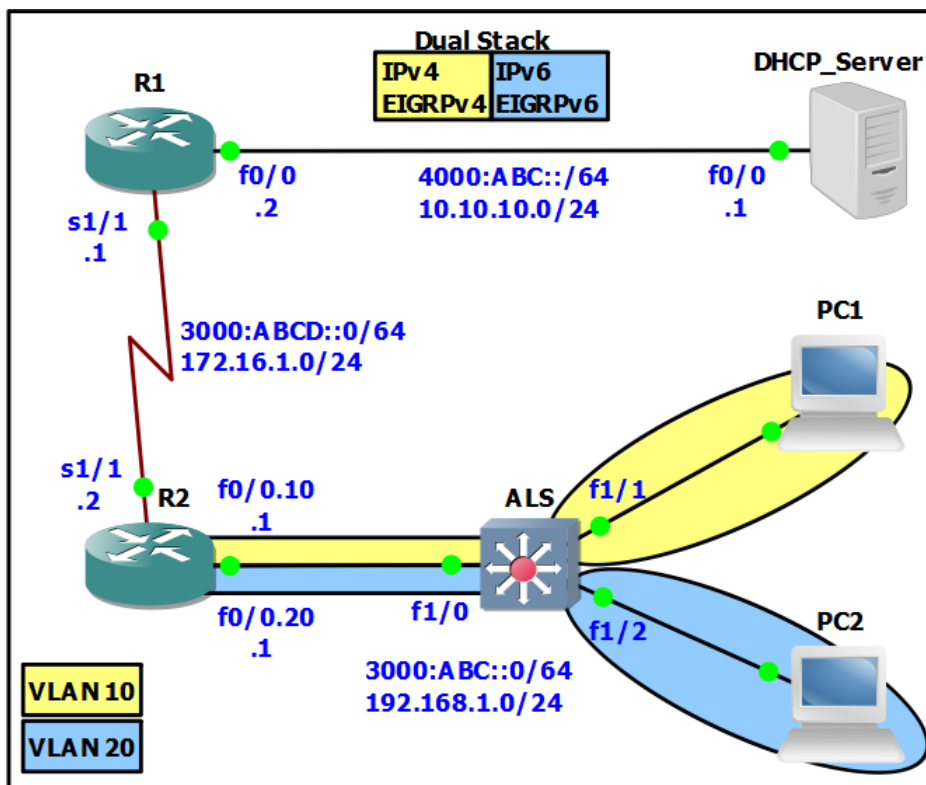 Dual Stack
IPv4
EIGRPv4
IPv6
EIGRPv6
DHCP_Server
R1
f0/0
.2
4000:ABC::/64
10.10.10.0/24
f0/0
.1
s1/1
.1
3000:ABCD::0/64
172.16.1.0/24
PC1
s1/1
.2
R2
f0/0.10
.1
ALS
f1/1
f0/0.20
.1
f1/0
f1/2
PC2
3000:ABC::0/64
192.168.1.0/24
VLAN 10
VLAN 20